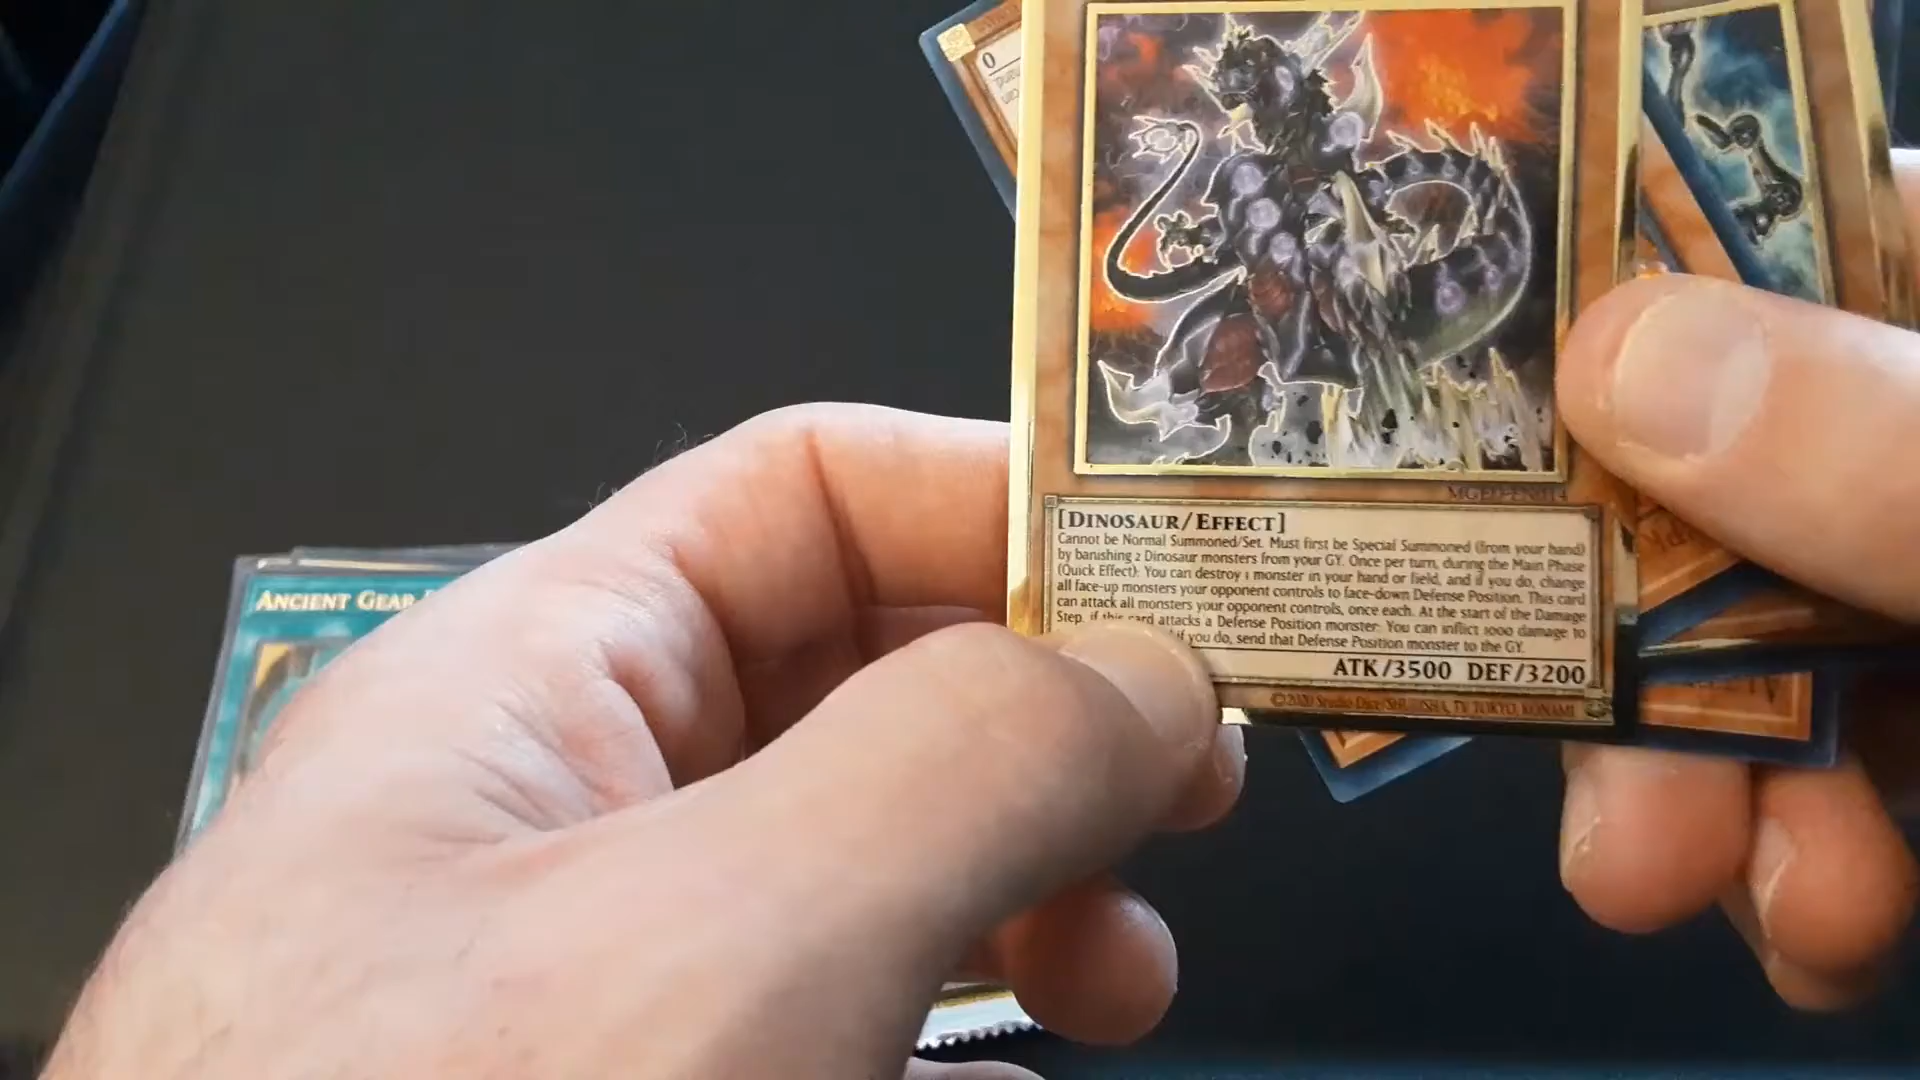 0
MGED-EN014
[DINOSAUR/EFFECT]
Cannot be Normal Summoned/Set. Must first be Special Summoned (from your hand)
by banishing 2 Dinosaur monsters from your GY. Once per turn, during the Main Phase
(Quick Effect): You can destroy 1 monster in your hand or field, and if you do, change
all face-up monsters your opponent controls to face-down Defense Position. This card
can attack all monsters your opponent controls, once each. At the start of the Damage
Step, if this card attacks a Defense Position monster: You can inflict 1000 damage to
if you do, send that Defense Position monster to the GY.
ATK/3500 DEF/3200
©2020 Studio Dice/SHUEISHA, TV TOKYO, KONAMI
ANCIENT GEAR